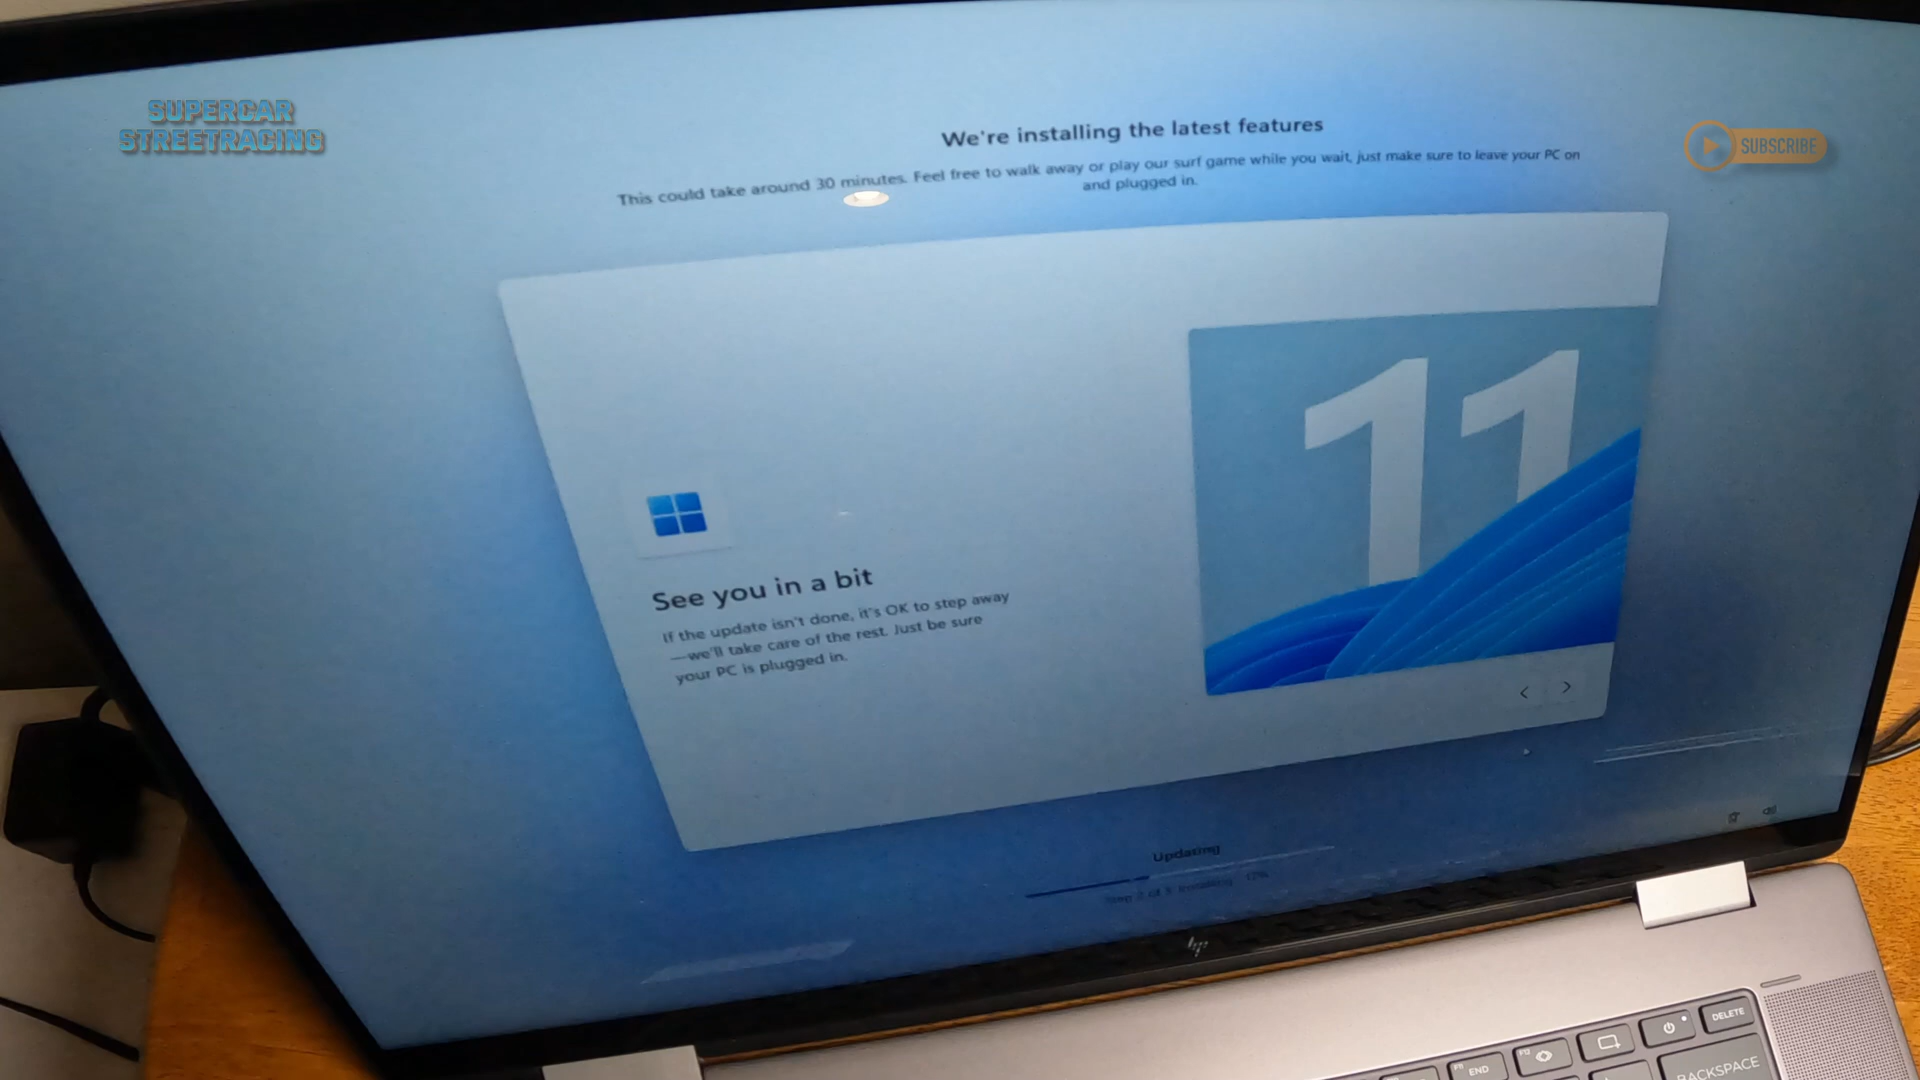 SUPERCAR
STREETRACING
SUBSCRIBE
We're installing the latest features
This could take around 30 minutes. Feel free to walk away or play our surf game while you wait, just make sure to leave your PC on
and plugged in.
11
See you in a bit
If the update isn't done, it's OK to step away
—we'll take care of the rest. Just be sure
your PC is plugged in.
Updating
hp
DELETE
END
BACKSPACE